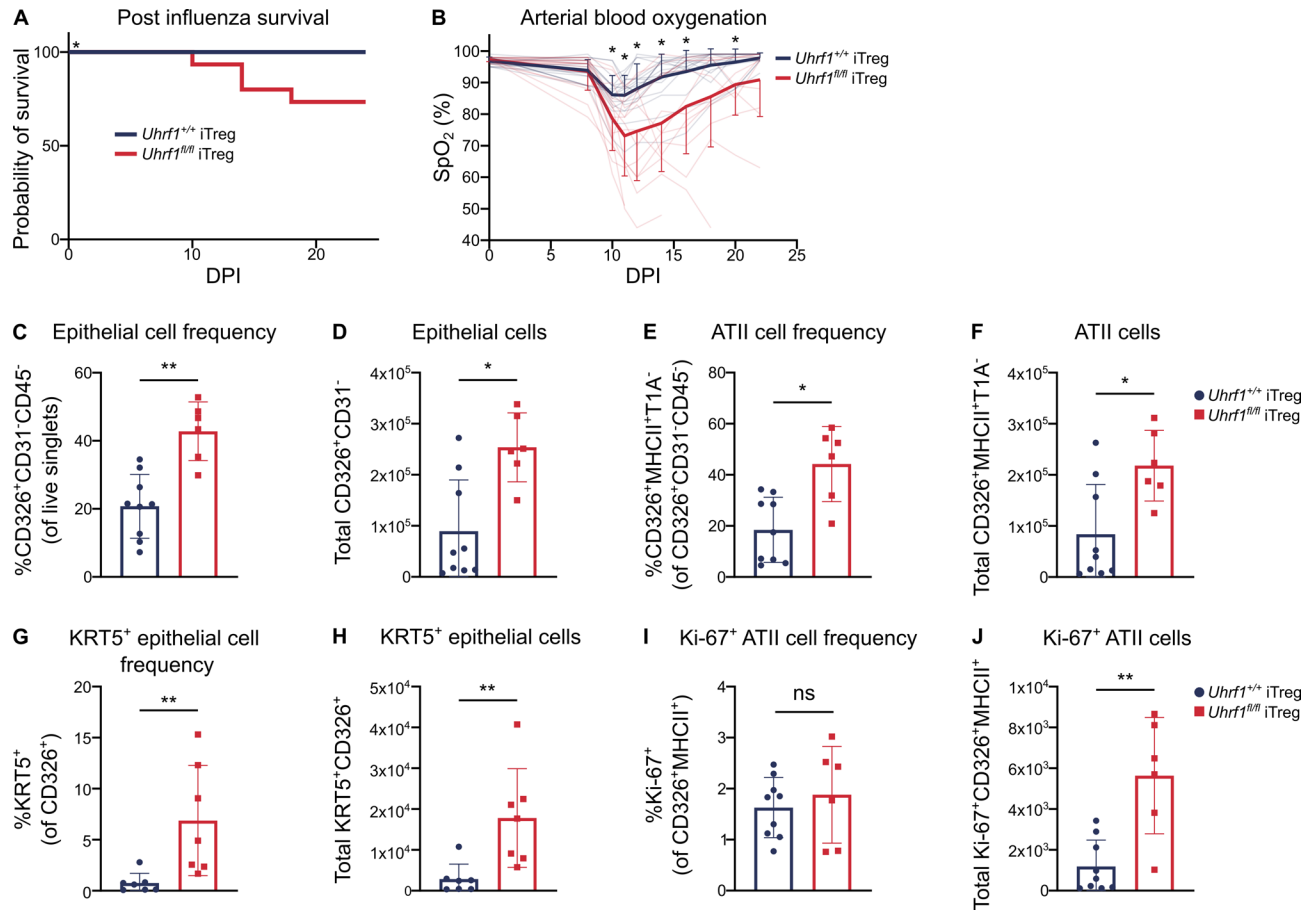 A Post influenza survival
*
Probability of survival
100
50
0
0 10 20
DPI
Uhrf1+/+ iTreg
Uhrf1fl/fl iTreg
B Arterial blood oxygenation
* * * * * *
SpO2 (%)
100
90
80
70
60
50
40
0 5 10 15 20 25
DPI
Uhrf1+/+ iTreg
Uhrf1fl/fl iTreg
C Epithelial cell frequency
**
%CD326+CD31-CD45-
(of live singlets)
60
40
20
0
D Epithelial cells
*
Total CD326+CD31-
4x10⁵
3x10⁵
2x10⁵
1x10⁵
0
E ATII cell frequency
*
%CD326+MHCII+T1A-
(of CD326+CD31-CD45-)
80
60
40
20
0
F ATII cells
*
Total CD326+MHCII+T1A-
4x10⁵
3x10⁵
2x10⁵
1x10⁵
0
Uhrf1+/+ iTreg
Uhrf1fl/fl iTreg
G KRT5+ epithelial cell
frequency
**
%KRT5+
(of CD326+)
20
15
10
5
0
H KRT5+ epithelial cells
**
Total KRT5+CD326+
5x10⁴
4x10⁴
3x10⁴
2x10⁴
1x10⁴
0
I Ki-67+ ATII cell frequency
ns
%Ki-67+
(of CD326+MHCII+)
4
3
2
1
0
J Ki-67+ ATII cells
**
Total Ki-67+CD326+MHCII+
1x10⁴
8x10³
6x10³
4x10³
2x10³
0
Uhrf1+/+ iTreg
Uhrf1fl/fl iTreg